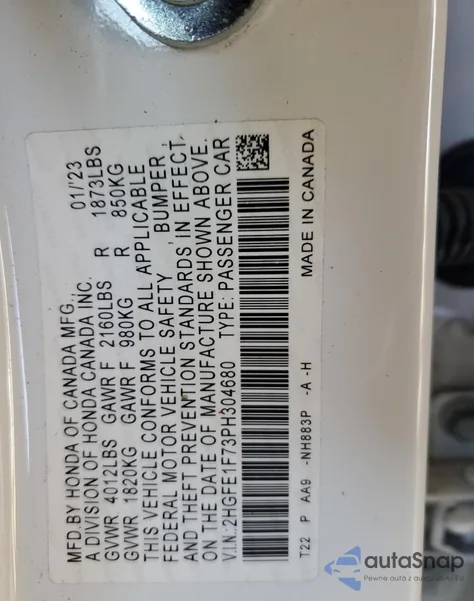 MFD.BY HONDA OF CANADA MFG., 01/'23
A DIVISION OF HONDA CANADA INC.
GVWR 4012LBS GAWR F 2160LBS R 1873LBS
GVWR 1820KG GAWR F 980KG R 850KG
THIS VEHICLE CONFORMS TO ALL APPLICABLE
FEDERAL MOTOR VEHICLE SAFETY , BUMPER ,
AND THEFT PREVENTION STANDARDS IN EFFECT
ON THE DATE OF MANUFACTURE SHOWN ABOVE.
V.I.N.:2HGFE1F73PH304680 TYPE: PASSENGER CAR
T22 P AA9 -NH883P -A -H MADE IN CANADA
autaSnap
Pewne auta z